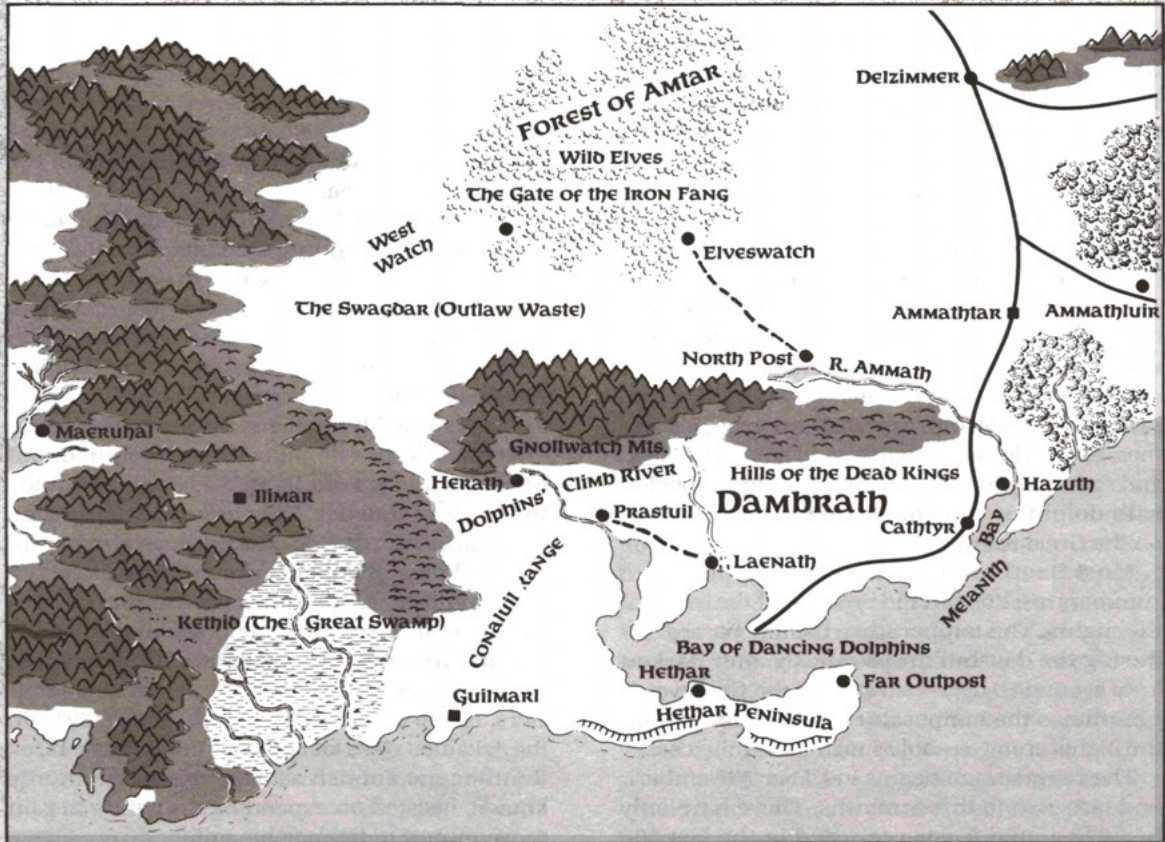 Forest of Amtar
Delzimmer
Wild Elves
The Gate of the Iron Fang
West
Watch
Elveswatch
The Swagdar (Outlaw Waste)
Ammathtar
Ammathluir
North Post
R. Ammath
Maeruhal
Gnollwatch Mts.
Herath
Dolphins' Climb River
Hills of the Dead Kings
Hazuth
Ilimar
Dambrath
Prastuil
Cathtyr
Laenath
Conaluil Range
Melanith Bay
Kethid (The Great Swamp)
Bay of Dancing Dolphins
Hethar
Far Outpost
Guilmarl
Hethar Peninsula